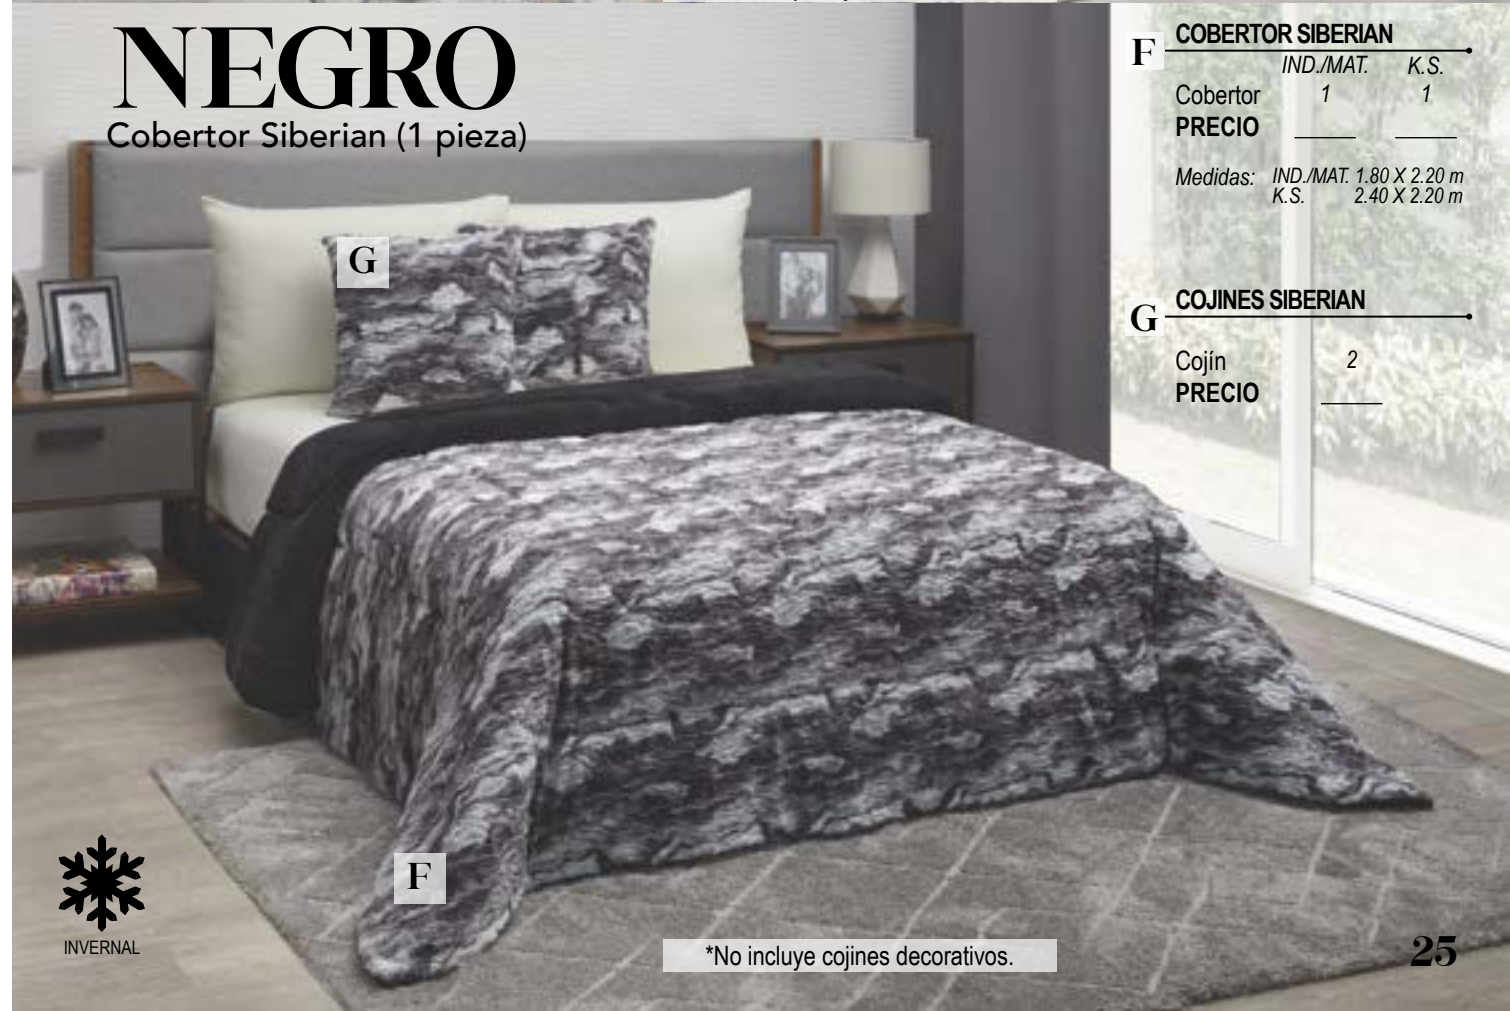 NEGRO
Cobertor Siberian (1 pieza)
F
COBERTOR SIBERIAN
IND./MAT. K.S.
Cobertor 1 1
PRECIO
Medidas: IND./MAT. 1.80 X 2.20 m
K.S. 2.40 X 2.20 m
G
G
COJINES SIBERIAN
Cojín 2
PRECIO
F
INVERNAL
*No incluye cojines decorativos.
25